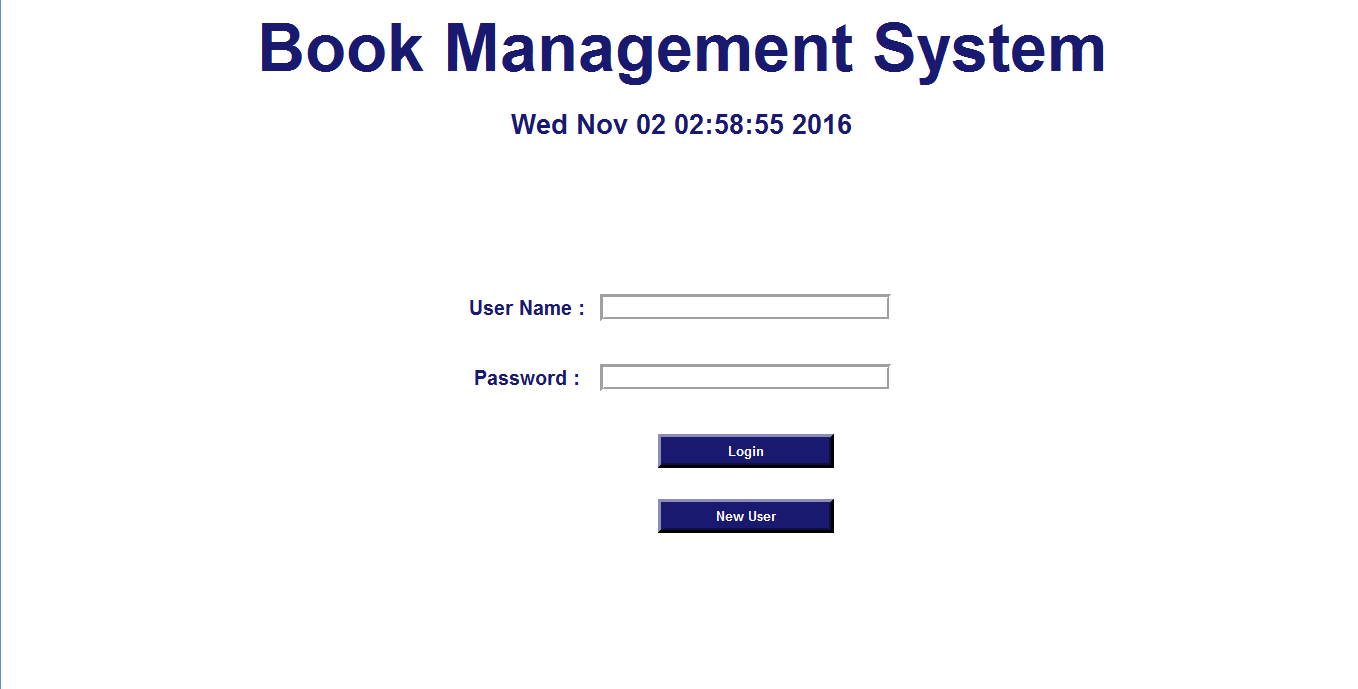 Book Management System
Wed Nov 02 02:58:55 2016
User Name :
Password :
Login
New User